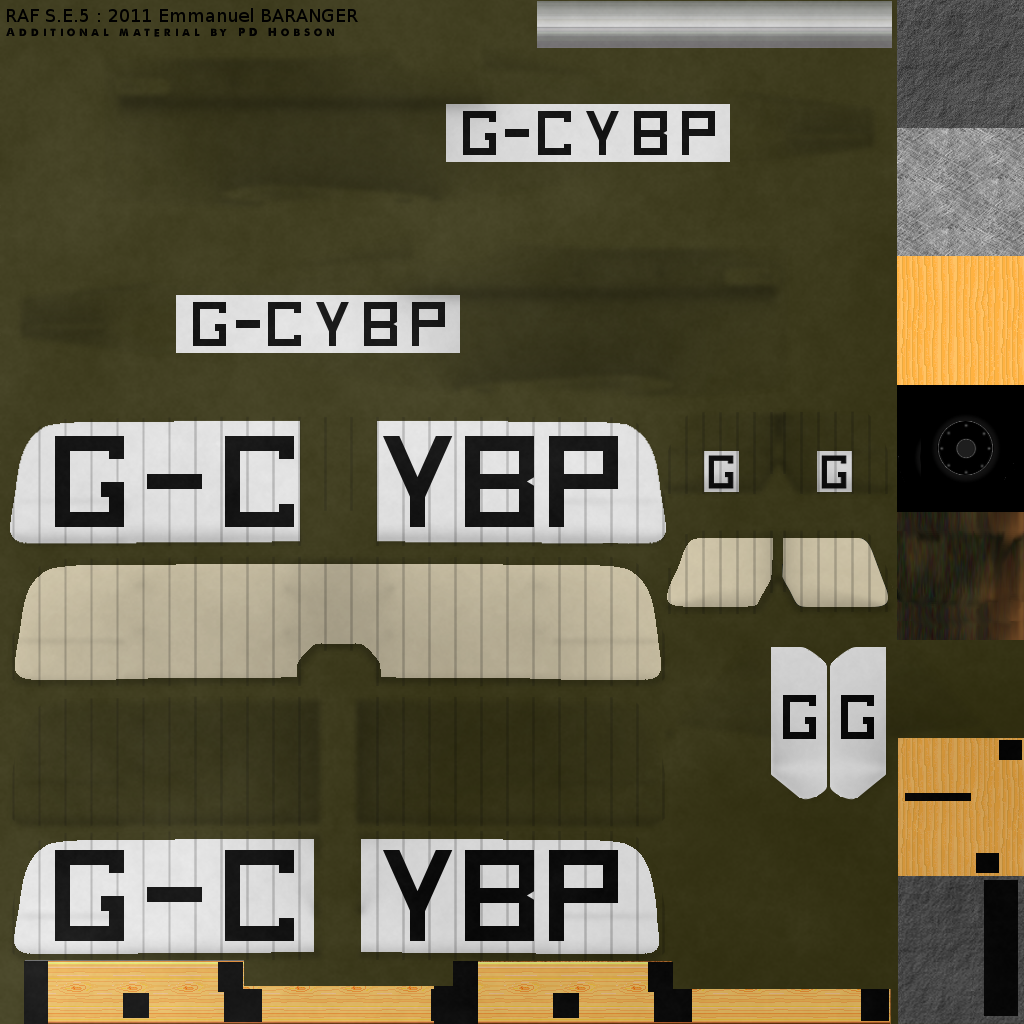 RAF S.E.5 : 2011 Emmanuel BARANGER
ADDITIONAL MATERIAL BY PD HOBSON
G-CYBP
G-CYBP
G-C YBP
G G
G G
G-C YBP